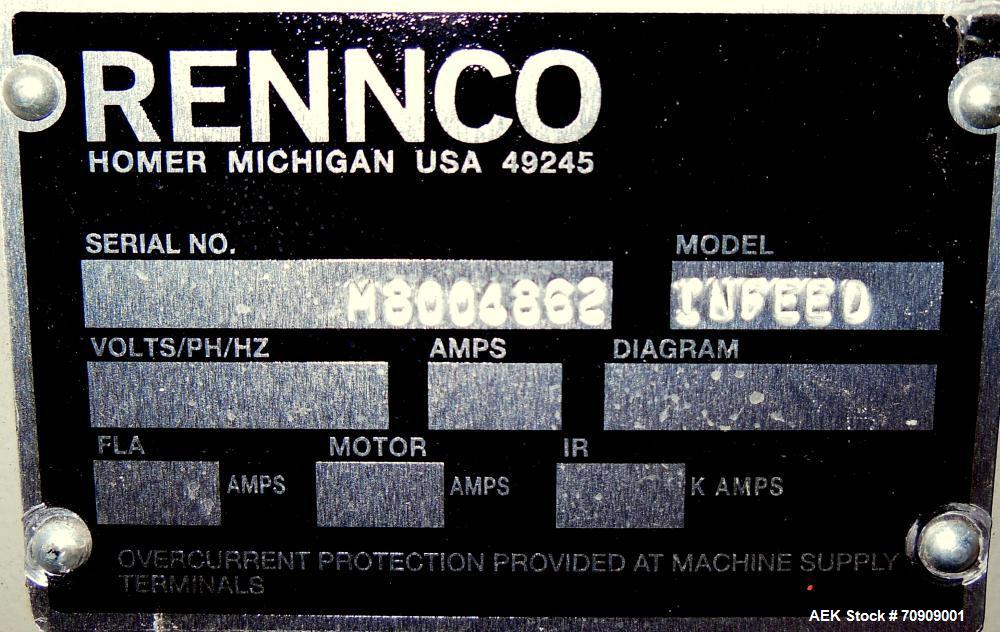 RENNCO
HOMER MICHIGAN USA 49245
SERIAL NO. MODEL
M8004862 INFEED
VOLTS/PH/HZ AMPS DIAGRAM
FLA MOTOR IR
AMPS AMPS K AMPS
OVERCURRENT PROTECTION PROVIDED AT MACHINE SUPPLY
TERMINALS
AEK Stock # 70909001